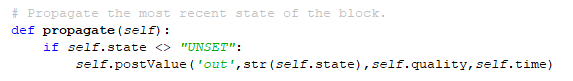 # Propagate the most recent state of the block.
def propagate(self):
    if self.state <> "UNSET":
        self.postValue('out',str(self.state),self.quality,self.time)